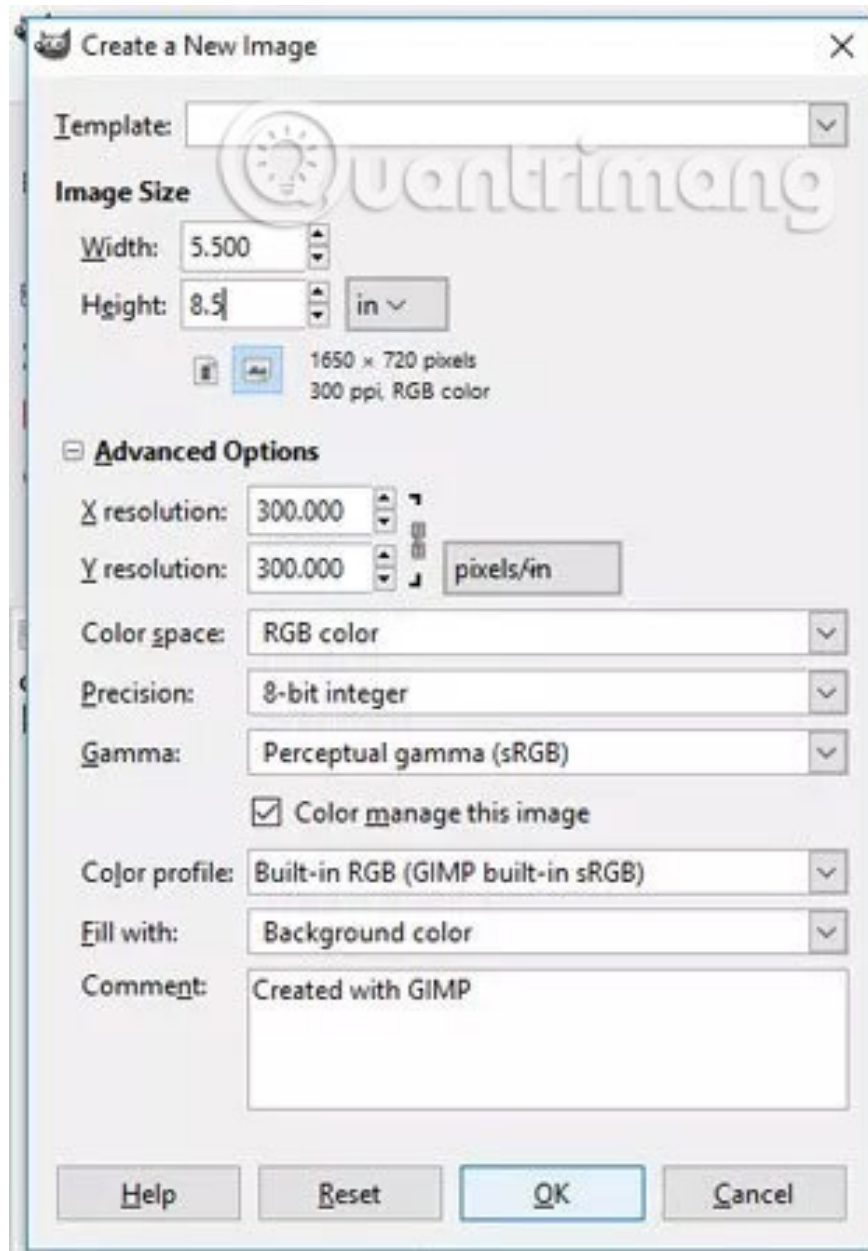 Create a New Image
Template:
Quantrimang
Image Size
Width: 5.500
Height: 8.5 in
1650 × 720 pixels
300 ppi, RGB color
Advanced Options
X resolution: 300.000
Y resolution: 300.000 pixels/in
Color space: RGB color
Precision: 8-bit integer
Gamma: Perceptual gamma (sRGB)
Color manage this image
Color profile: Built-in RGB (GIMP built-in sRGB)
Fill with: Background color
Comment: Created with GIMP
Help Reset OK Cancel